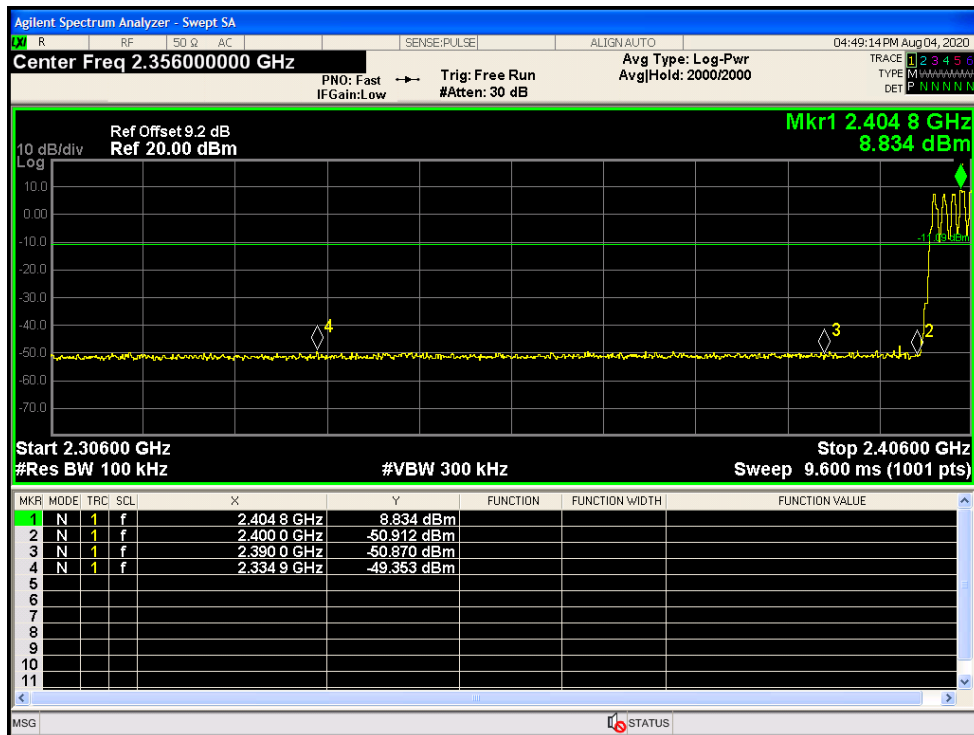 Agilent Spectrum Analyzer - Swept SA
LXI R RF 50 Ω AC SENSE:PULSE ALIGN AUTO 04:49:14 PM Aug 04, 2020
Center Freq 2.356000000 GHz
PNO: Fast
IFGain:Low
Trig: Free Run
#Atten: 30 dB
Avg Type: Log-Pwr
Avg|Hold: 2000/2000
TRACE 1 2 3 4 5 6
TYPE M
DET P N N N N N
Mkr1 2.404 8 GHz
8.834 dBm
Ref Offset 9.2 dB
10 dB/div Ref 20.00 dBm
Log
10.0
0.00
-10.0
-11.09 dBm
-20.0
-30.0
-40.0
4 3 2
-50.0
-60.0
-70.0
Start 2.30600 GHz Stop 2.40600 GHz
#Res BW 100 kHz #VBW 300 kHz Sweep 9.600 ms (1001 pts)
MKR MODE TRC SCL X Y FUNCTION FUNCTION WIDTH FUNCTION VALUE
1 N 1 f 2.404 8 GHz 8.834 dBm
2 N 1 f 2.400 0 GHz -50.912 dBm
3 N 1 f 2.390 0 GHz -50.870 dBm
4 N 1 f 2.334 9 GHz -49.353 dBm
5
6
7
8
9
10
11
MSG STATUS